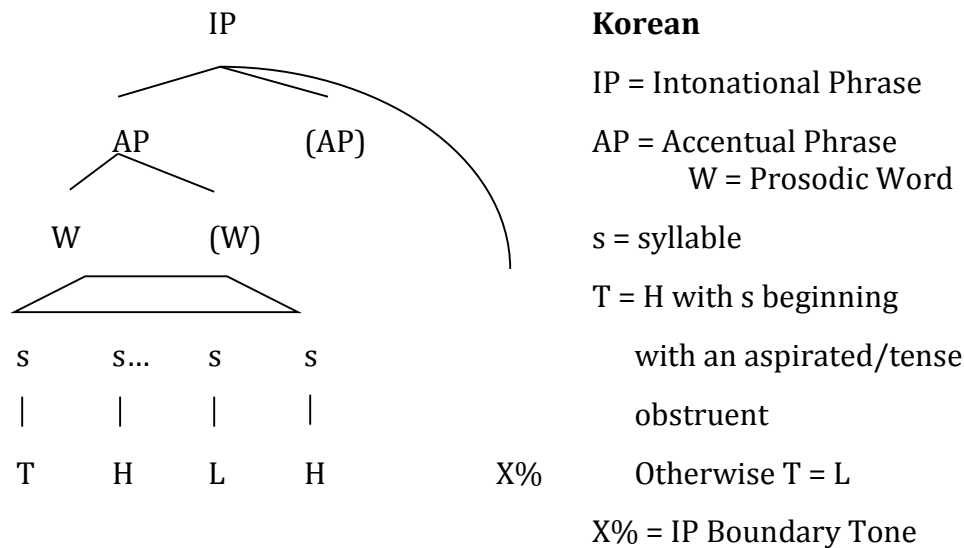 IP
AP (AP)
W (W)
s s... s s
| | | |
T H L H X%
Korean
IP = Intonational Phrase
AP = Accentual Phrase
W = Prosodic Word
s = syllable
T = H with s beginning
with an aspirated/tense
obstruent
Otherwise T = L
X% = IP Boundary Tone